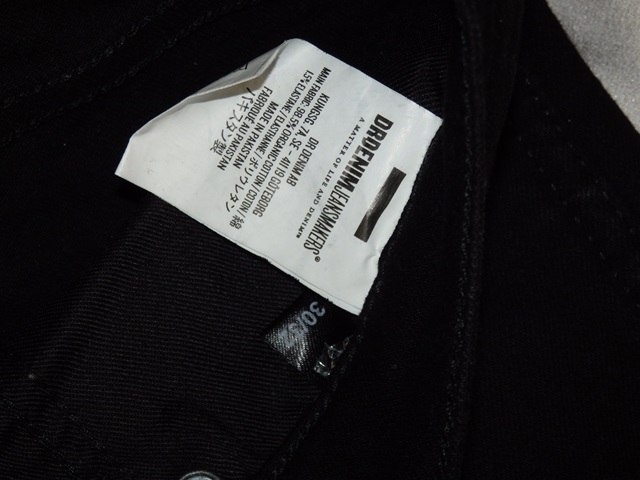 DRDENIMJEANSMAKERS®
A MATTER OF LIFE AND DENIM
DR DENIM AB
KUNGSG. 7A, SE - 411 19 GÖTEBORG
MAIN FABRIC: 98.5% ORGANIC COTTON / COTTON / 綿
1.5% ELASTANE / ELASTHANNE / ポリウレタン
MADE IN PAKISTAN
FABRIQUE AU PAKISTAN
パキスタン製
30/32